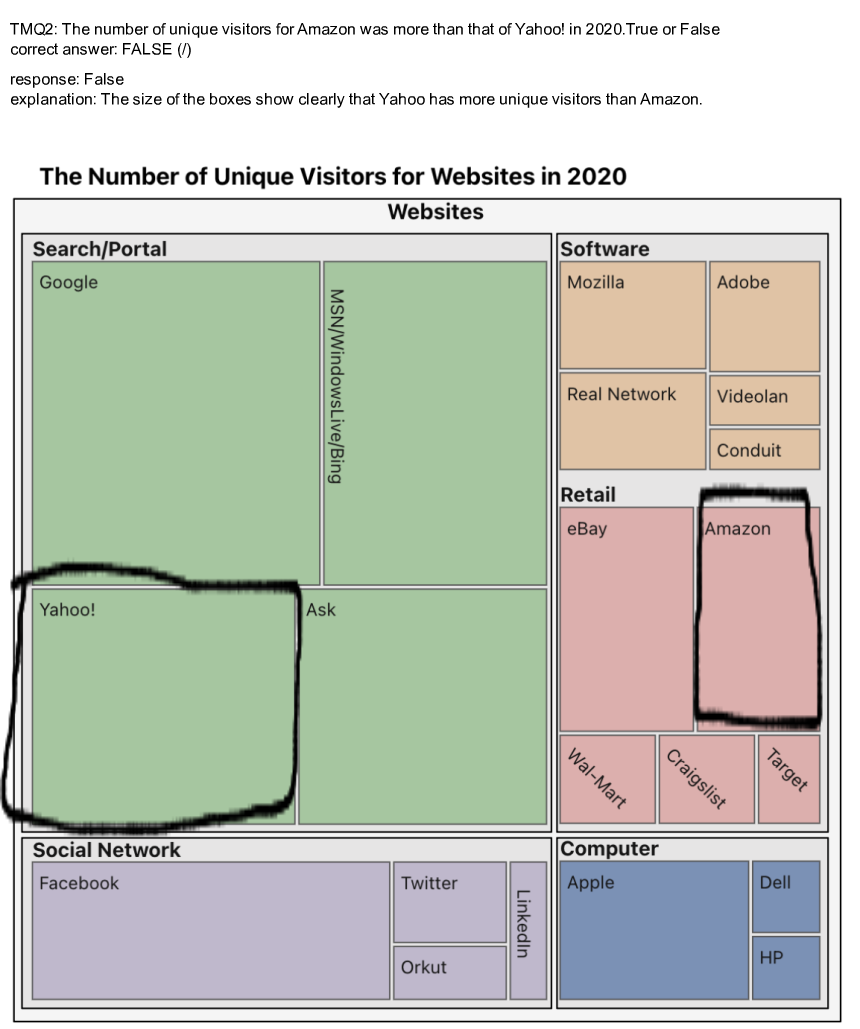 TMQ2: The number of unique visitors for Amazon was more than that of Yahoo! in 2020.True or False
correct answer: FALSE (/)
response: False
explanation: The size of the boxes show clearly that Yahoo has more unique visitors than Amazon.
The Number of Unique Visitors for Websites in 2020
Websites
Search/Portal
Google
MSN/WindowsLive/Bing
Yahoo!
Ask
Software
Mozilla
Adobe
Real Network
Videolan
Conduit
Retail
eBay
Amazon
Wal-Mart
Craigslist
Target
Social Network
Facebook
Twitter
Orkut
LinkedIn
Computer
Apple
Dell
HP